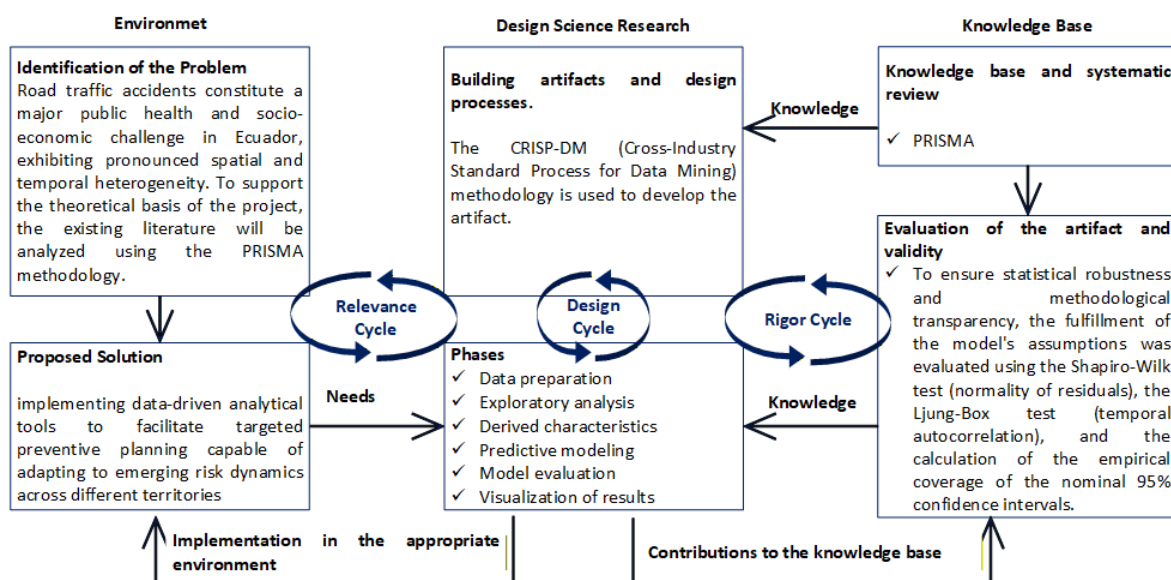 Environmet
Identification of the Problem
Road traffic accidents constitute a
major public health and socio-
economic challenge in Ecuador,
exhibiting pronounced spatial and
temporal heterogeneity. To support
the theoretical basis of the project,
the existing literature will be
analyzed using the PRISMA
methodology.
Proposed Solution
implementing data-driven analytical
tools to facilitate targeted
preventive planning capable of
adapting to emerging risk dynamics
across different territories
Relevance
Cycle
Needs
Implementation in the appropriate
environment
Design Science Research
Building artifacts and design
processes.
The CRISP-DM (Cross-Industry
Standard Process for Data Mining)
methodology is used to develop the
artifact.
Design
Cycle
Phases
✓ Data preparation
✓ Exploratory analysis
✓ Derived characteristics
✓ Predictive modeling
✓ Model evaluation
✓ Visualization of results
Knowledge
Rigor Cycle
Knowledge
Contributions to the knowledge base
Knowledge Base
Knowledge base and systematic
review
✓ PRISMA
Evaluation of the artifact and
validity
✓ To ensure statistical robustness
and methodological
transparency, the fulfillment of
the model's assumptions was
evaluated using the Shapiro-Wilk
test (normality of residuals), the
Ljung-Box test (temporal
autocorrelation), and the
calculation of the empirical
coverage of the nominal 95%
confidence intervals.